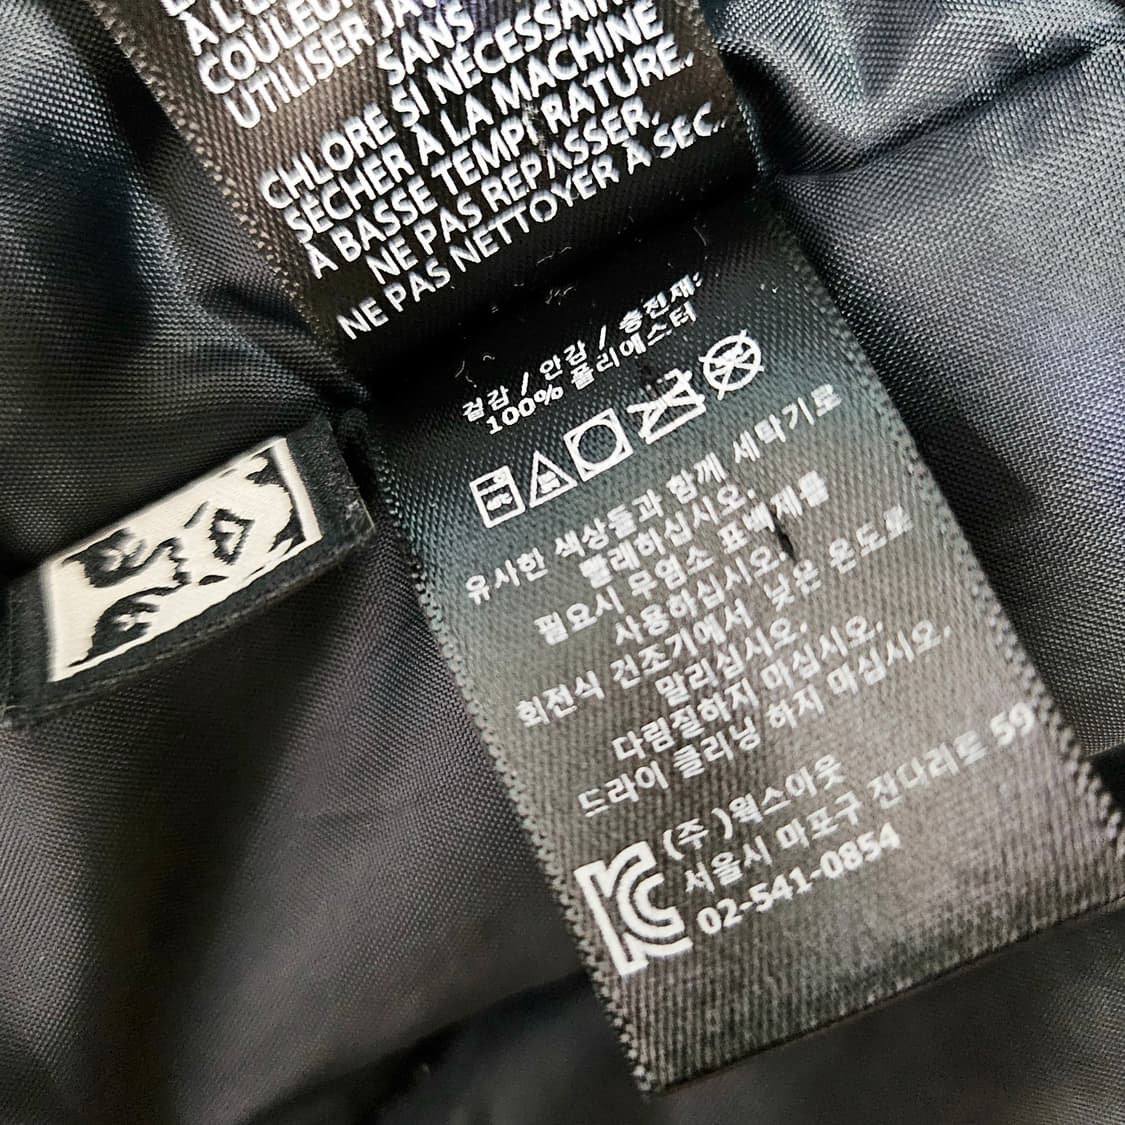 À L'E
COULEUR
UTILISER JAV
SANS
CHLORE SI NÉCESSAIR
SÉCHER À LA MACHINE
À BASSE TEMPÉRATURE.
NE PAS REPASSER.
NE PAS NETTOYER À SEC.
겉감 / 안감 / 충전재:
100% 폴리에스터
유사한 색상들과 함께 세탁기로
빨래하십시오.
필요시 무염소 표백제를
사용하십시오.
회전식 건조기에서 낮은 온도로
말리십시오.
다림질하지 마십시오.
드라이 클리닝 하지 마십시오.
(주)웍스아웃
서울시 마포구 잔다리로 59
02-541-0854